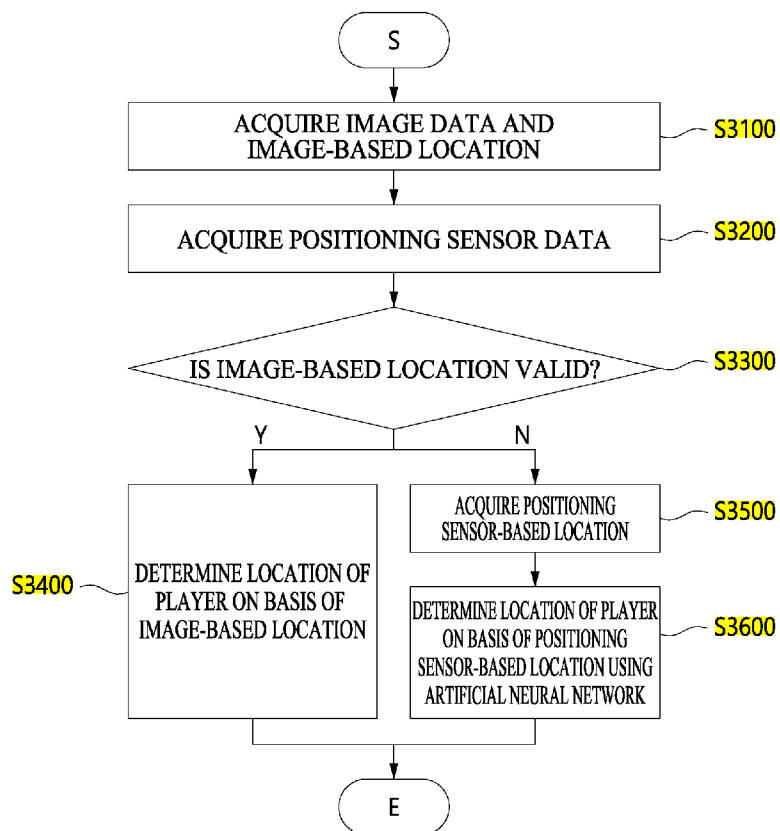 S
ACQUIRE IMAGE DATA AND
IMAGE-BASED LOCATION
S3100
ACQUIRE POSITIONING SENSOR DATA
S3200
IS IMAGE-BASED LOCATION VALID?
S3300
Y
N
ACQUIRE POSITIONING
SENSOR-BASED LOCATION
S3500
S3400
DETERMINE LOCATION OF
PLAYER ON BASIS OF
IMAGE-BASED LOCATION
DETERMINE LOCATION OF PLAYER
ON BASIS OF POSITIONING
SENSOR-BASED LOCATION USING
ARTIFICIAL NEURAL NETWORK
S3600
E